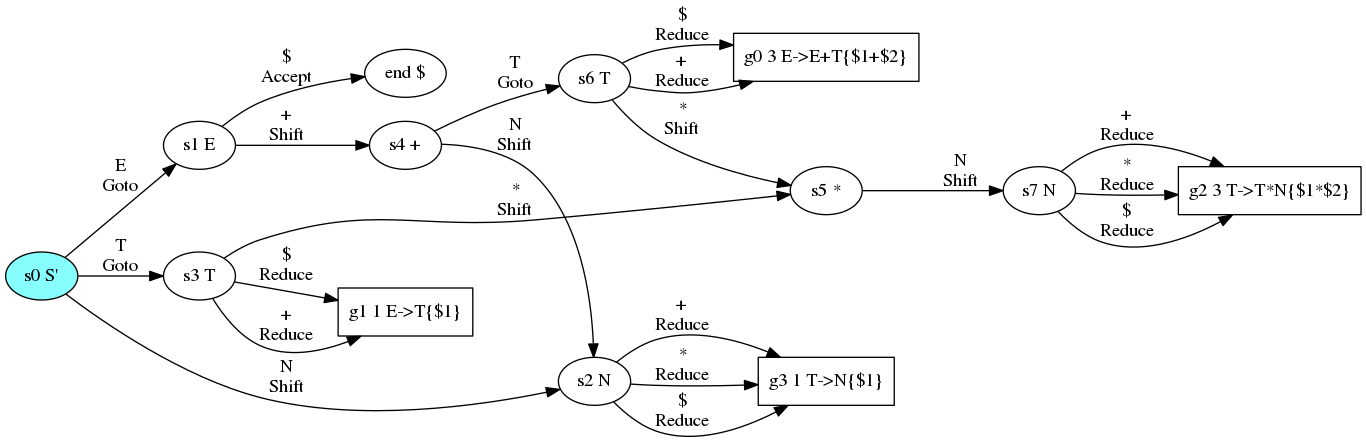 $
Reduce
g0 3 E->E+T{$1+$2}
+
Reduce
$
Accept
end $
T
Goto
s6 T
*
Shift
+
Shift
s1 E
s4 +
N
Shift
+
Reduce
E
Goto
*
Shift
s5 *
N
Shift
s7 N
*
Reduce
g2 3 T->T*N{$1*$2}
$
Reduce
s0 S'
T
Goto
s3 T
$
Reduce
g1 1 E->T{$1}
+
Reduce
N
Shift
s2 N
+
Reduce
*
Reduce
g3 1 T->N{$1}
$
Reduce